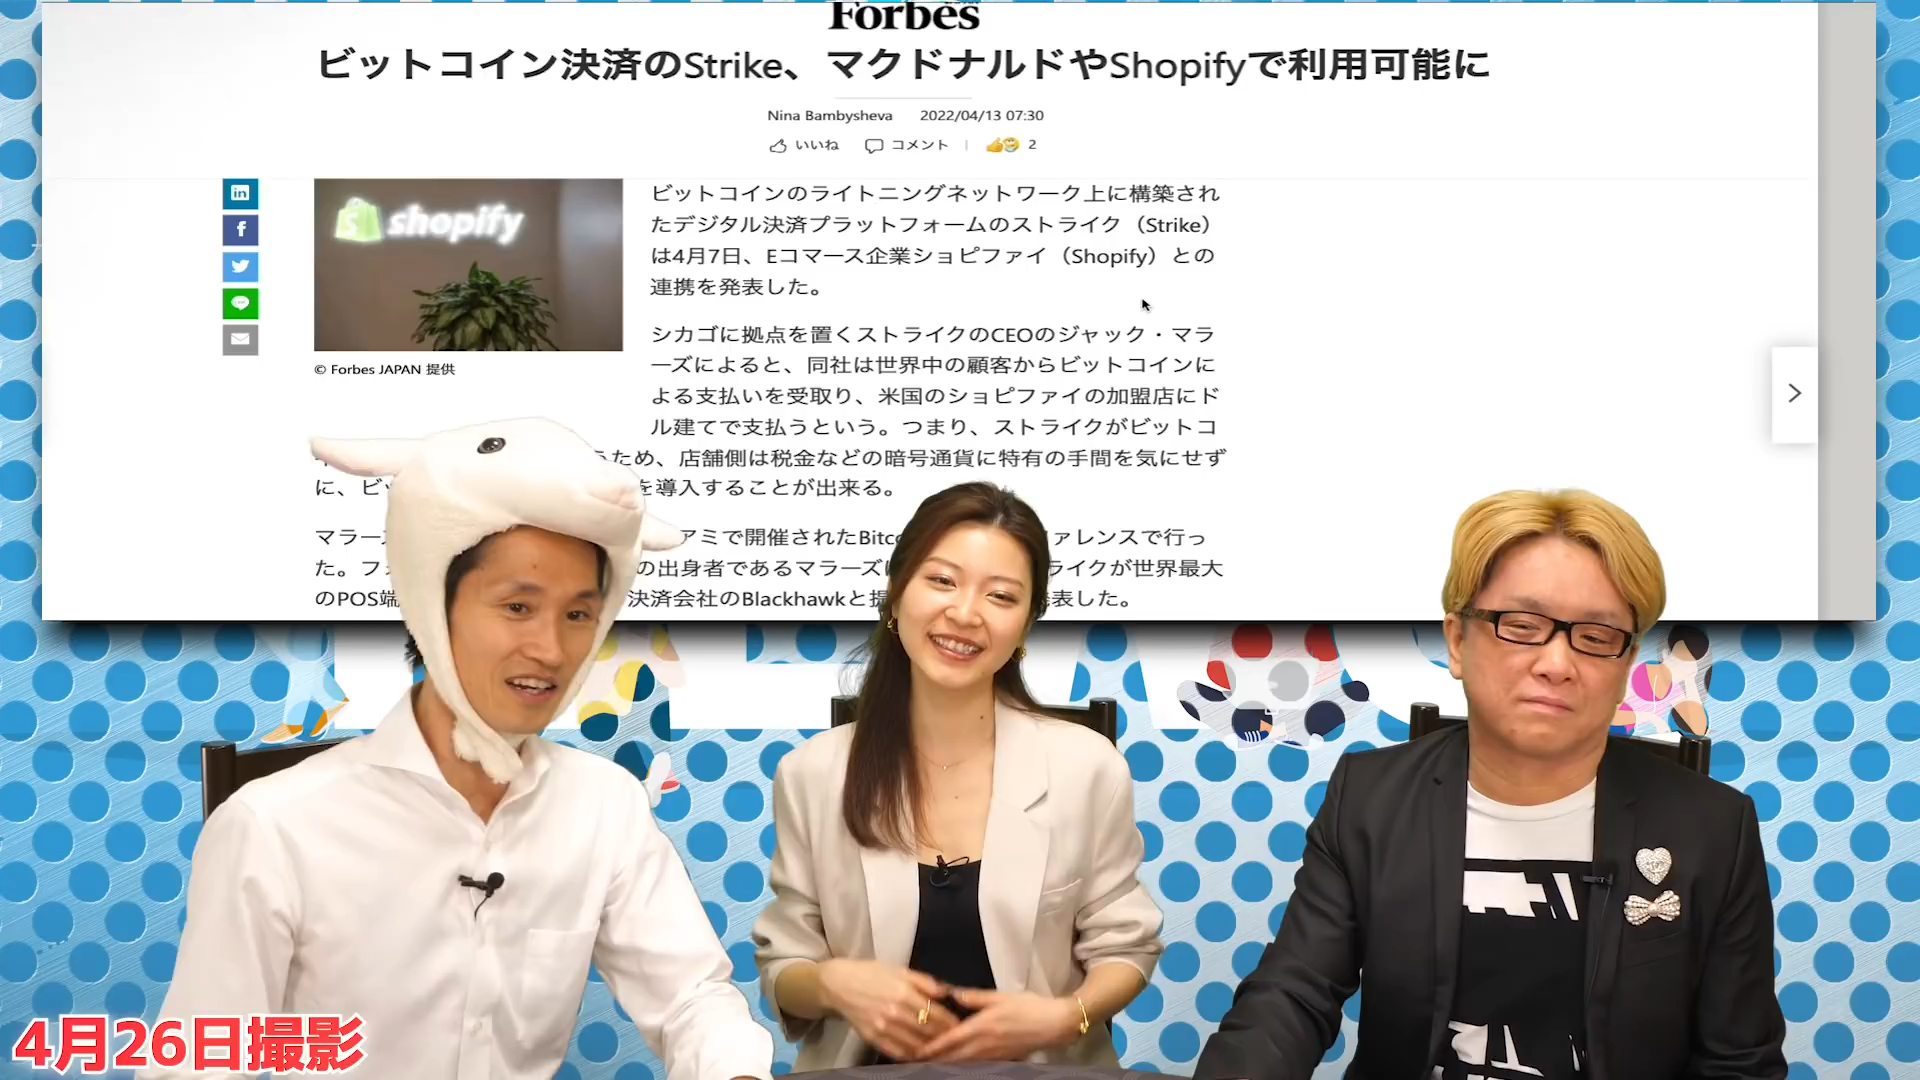 Forbes
ビットコイン決済のStrike、マクドナルドやShopifyで利用可能に
Nina Bambysheva 2022/04/13 07:30
いいね コメント 2
shopify
© Forbes JAPAN 提供
ビットコインのライトニングネットワーク上に構築され
たデジタル決済プラットフォームのストライク（Strike）
は4月7日、Eコマース企業ショピファイ（Shopify）との
連携を発表した。
シカゴに拠点を置くストライクのCEOのジャック・マラ
ーズによると、同社は世界中の顧客からビットコインに
よる支払いを受取り、米国のショピファイの加盟店にド
ル建てで支払うという。つまり、ストライクがビットコ
うため、店舗側は税金などの暗号通貨に特有の手間を気にせず
に、ビッ を導入することが出来る。
マラー アミで開催されたBitc ァレンスで行っ
た。フ の出身者であるマラーズ ライクが世界最大
のPOS端 決済会社のBlackhawkと提 表した。
4月26日撮影